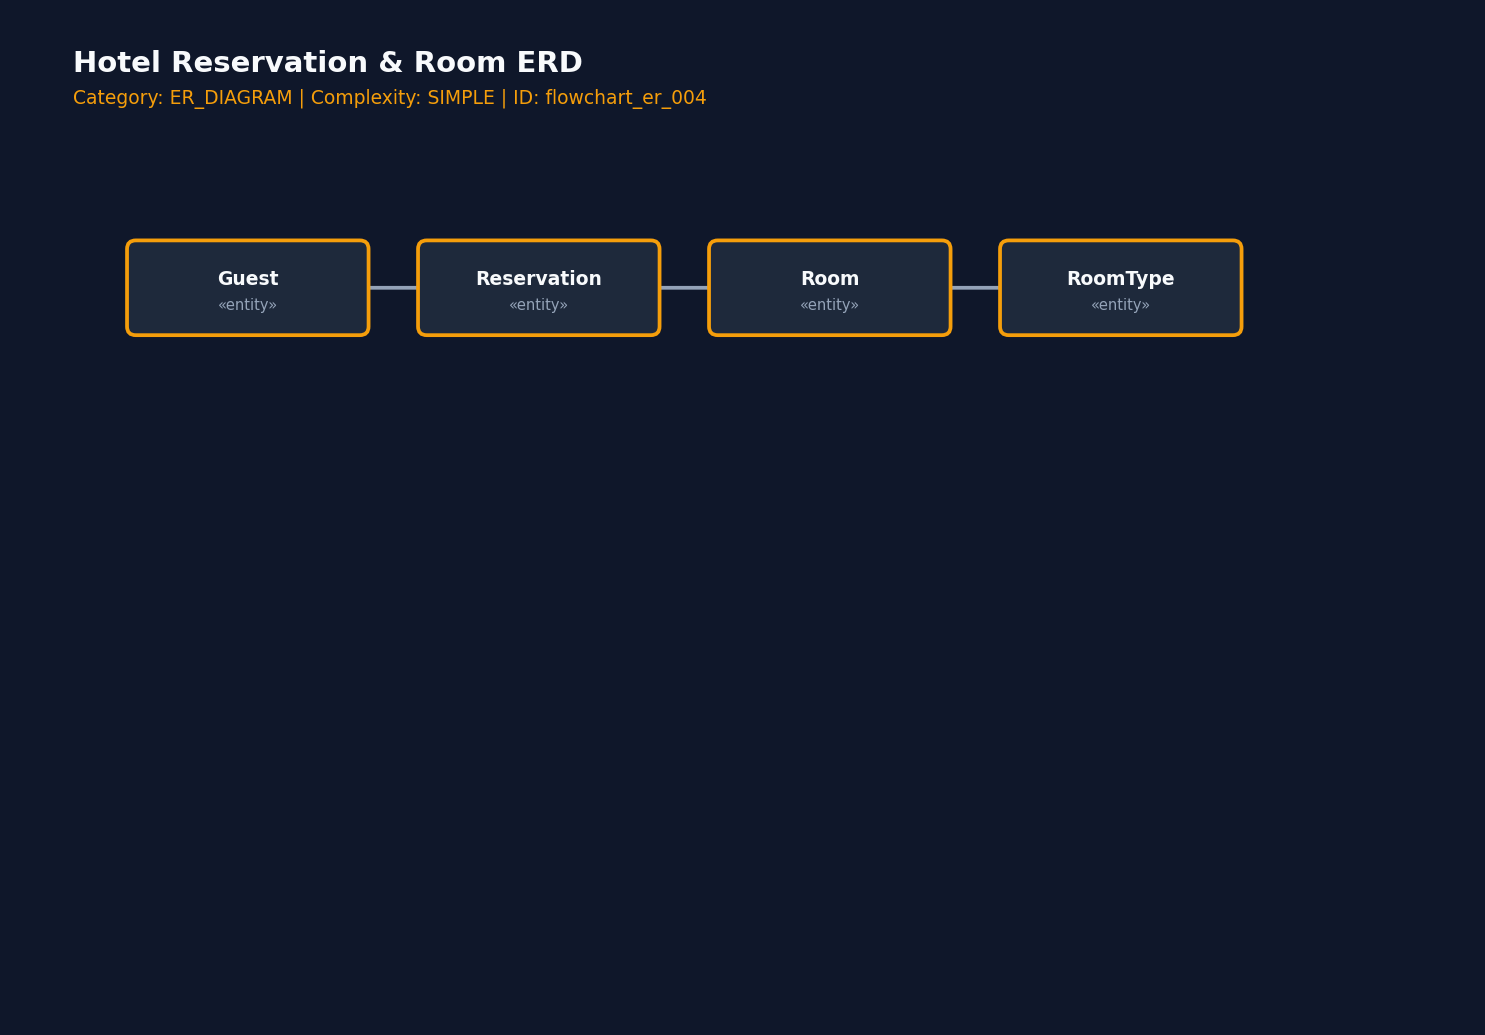 Hotel Reservation & Room ERD
Category: ER_DIAGRAM | Complexity: SIMPLE | ID: flowchart_er_004
Guest
«entity»
Reservation
«entity»
Room
«entity»
RoomType
«entity»